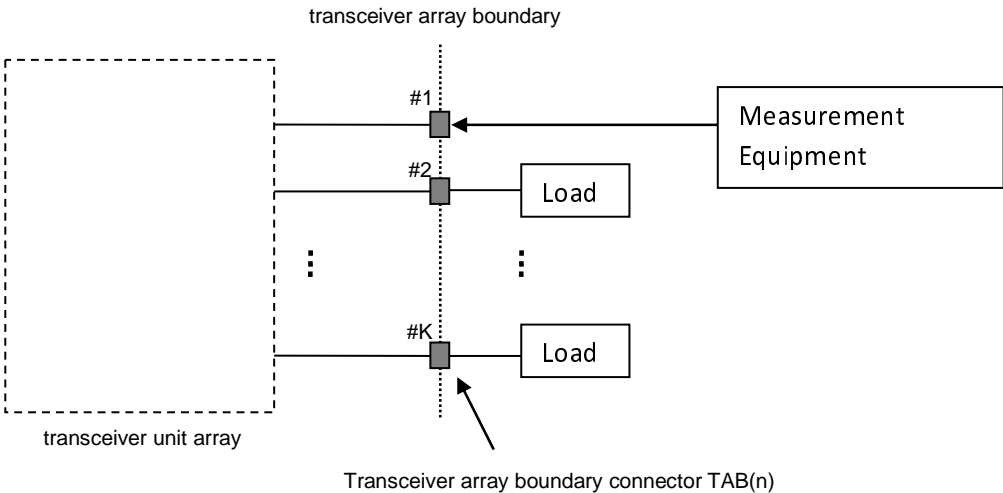 transceiver array boundary
#1
Measurement
Equipment
#2
Load
#K
Load
transceiver unit array
Transceiver array boundary connector TAB(n)